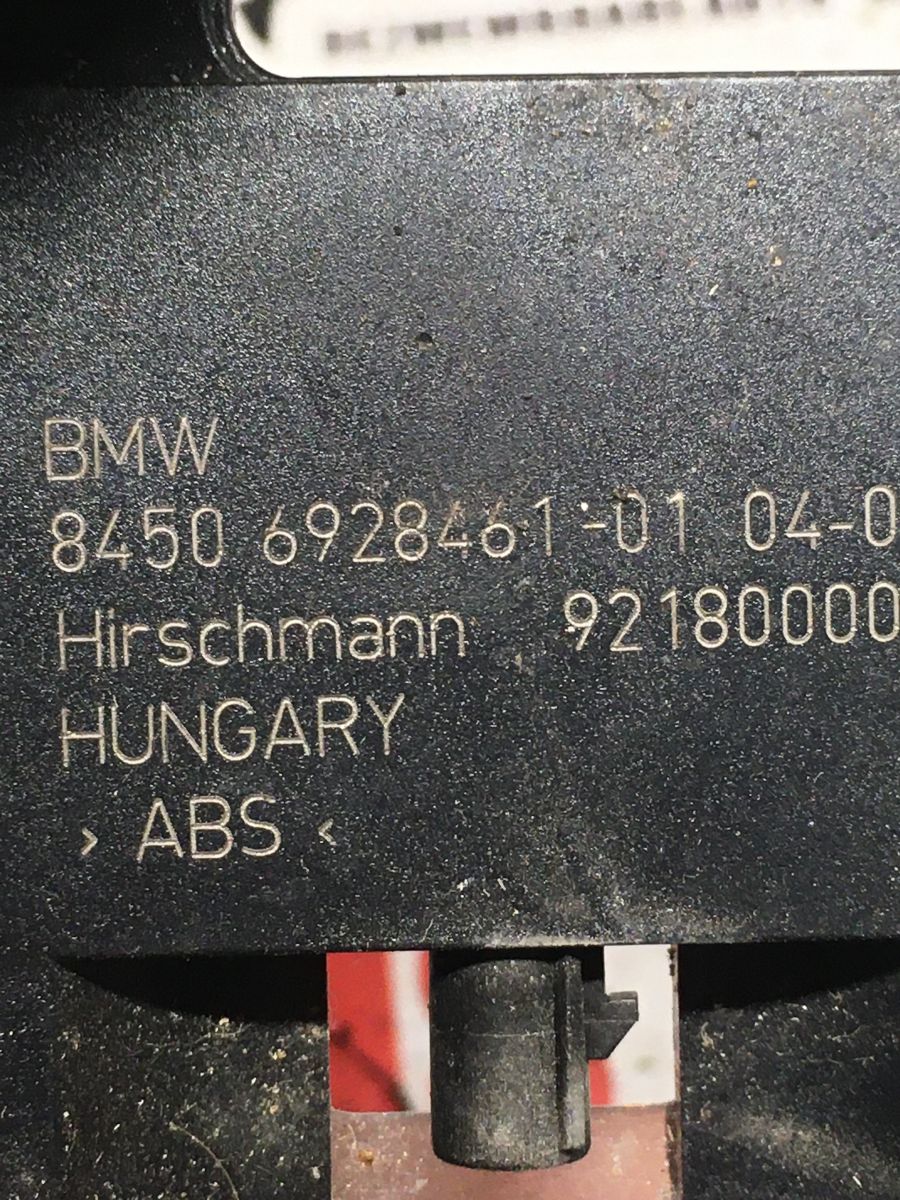 BMW
8450 6928461-01 04-0
Hirschmann 92180000
HUNGARY
> ABS <